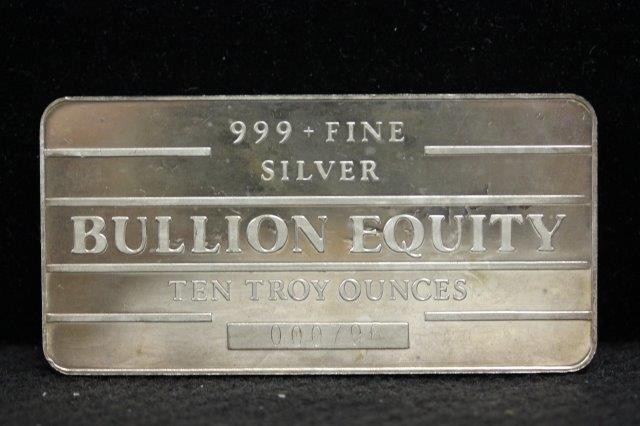 999+ FINE
SILVER
BULLION EQUITY
TEN TROY OUNCES